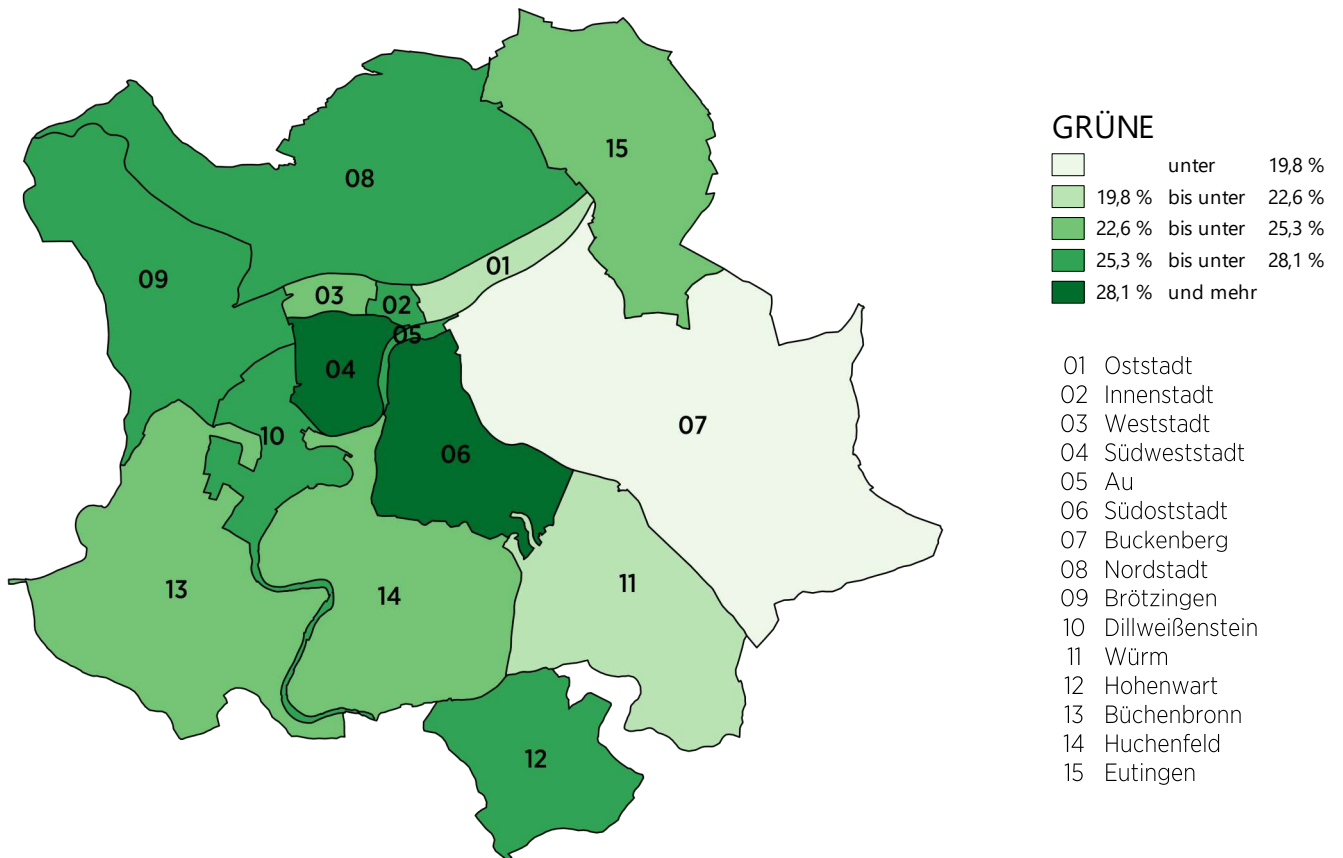 15
08
01
09
03
02
05
04
10
07
06
11
13
14
12
GRÜNE
unter 19,8 %
19,8 % bis unter 22,6 %
22,6 % bis unter 25,3 %
25,3 % bis unter 28,1 %
28,1 % und mehr
01 Oststadt
02 Innenstadt
03 Weststadt
04 Südweststadt
05 Au
06 Südoststadt
07 Buckenberg
08 Nordstadt
09 Brötzingen
10 Dillweißenstein
11 Würm
12 Hohenwart
13 Büchenbronn
14 Huchenfeld
15 Eutingen